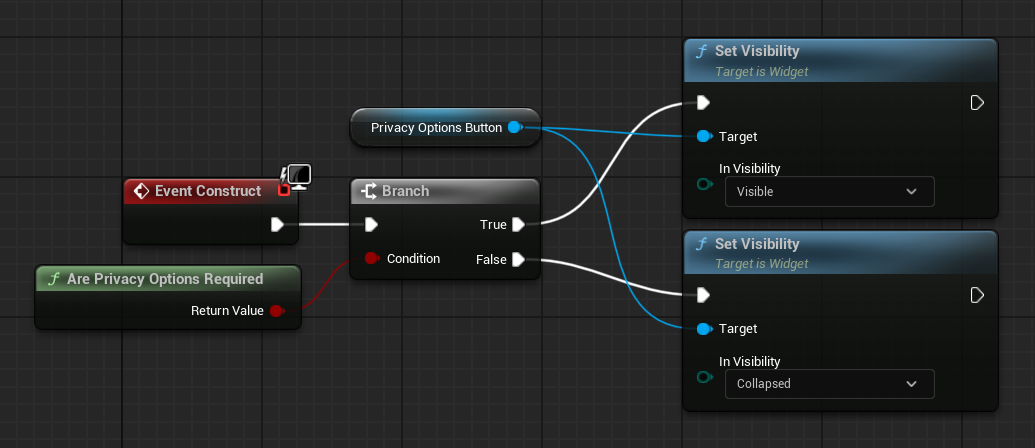 Set Visibility
Target is Widget
Privacy Options Button
Target
In Visibility
Visible
Event Construct
Branch
True
Condition
False
Are Privacy Options Required
Return Value
Set Visibility
Target is Widget
Target
In Visibility
Collapsed